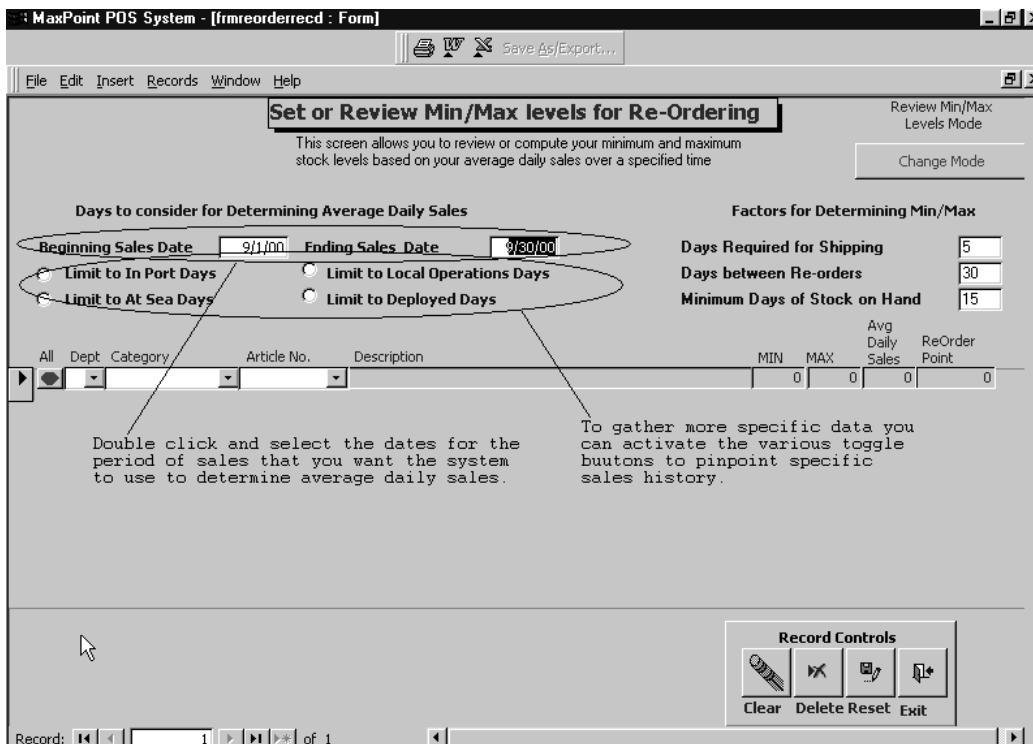 MaxPoint POS System - [frmreorderrecd : Form]
Save As/Export...
File Edit Insert Records Window Help
Set or Review Min/Max levels for Re-Ordering
This screen allows you to review or compute your minimum and maximum
stock levels based on your average daily sales over a specified time
Review Min/Max
Levels Mode
Change Mode
Days to consider for Determining Average Daily Sales
Factors for Determining Min/Max
Beginning Sales Date 9/1/00 Ending Sales Date 9/30/00
Limit to In Port Days Limit to Local Operations Days
Limit to At Sea Days Limit to Deployed Days
Days Required for Shipping 5
Days between Re-orders 30
Minimum Days of Stock on Hand 15
All Dept Category Article No. Description MIN MAX Avg Daily Sales ReOrder Point
0 0 0 0
Double click and select the dates for the
period of sales that you want the system
to use to determine average daily sales.
To gather more specific data you
can activate the various toggle
buutons to pinpoint specific
sales history.
Record Controls
Clear Delete Reset Exit
Record: 1 of 1